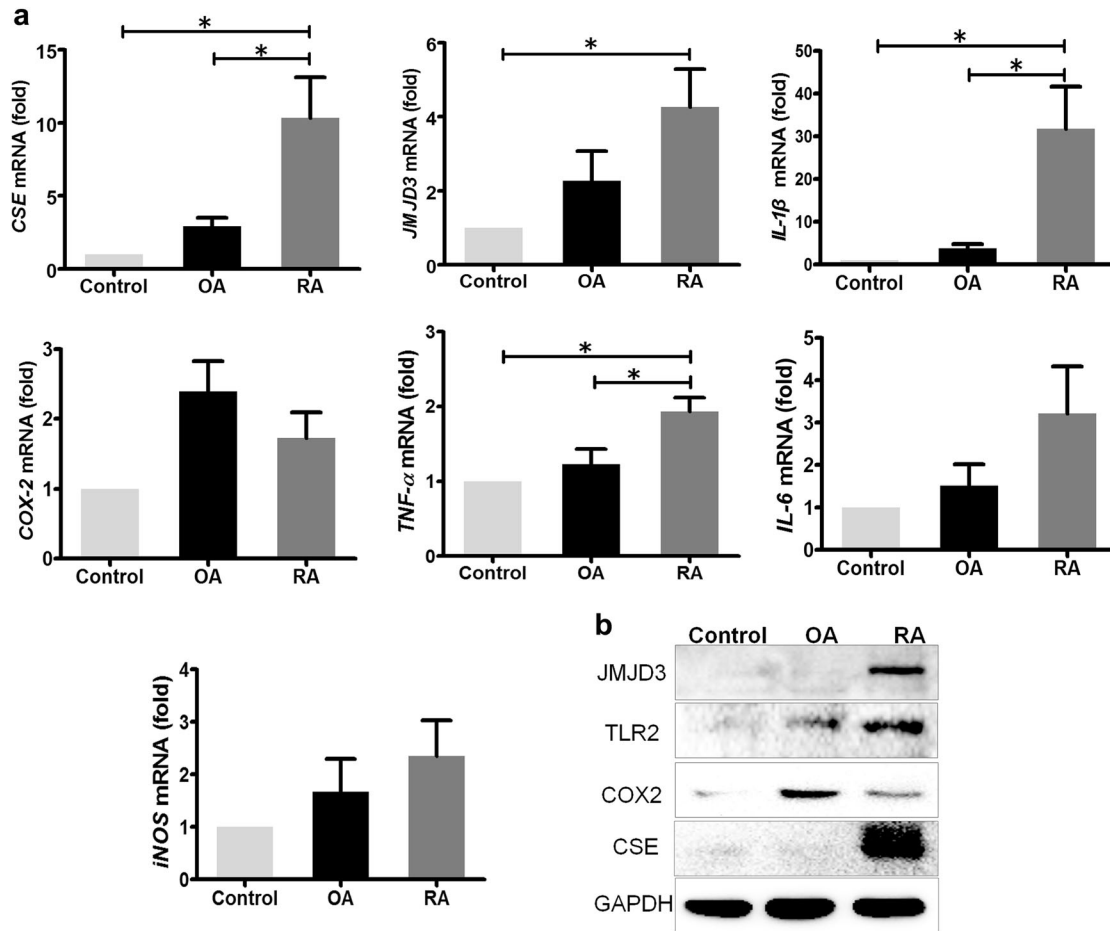 a
* *
CSE mRNA (fold)
15
10
5
0
Control OA RA
*
JMJD3 mRNA (fold)
6
4
2
0
Control OA RA
* *
IL-1β mRNA (fold)
50
40
30
20
10
0
Control OA RA
COX-2 mRNA (fold)
3
2
1
0
Control OA RA
* *
TNF-α mRNA (fold)
3
2
1
0
Control OA RA
IL-6 mRNA (fold)
5
4
3
2
1
0
Control OA RA
iNOS mRNA (fold)
4
3
2
1
0
Control OA RA
b
Control OA RA
JMJD3
TLR2
COX2
CSE
GAPDH